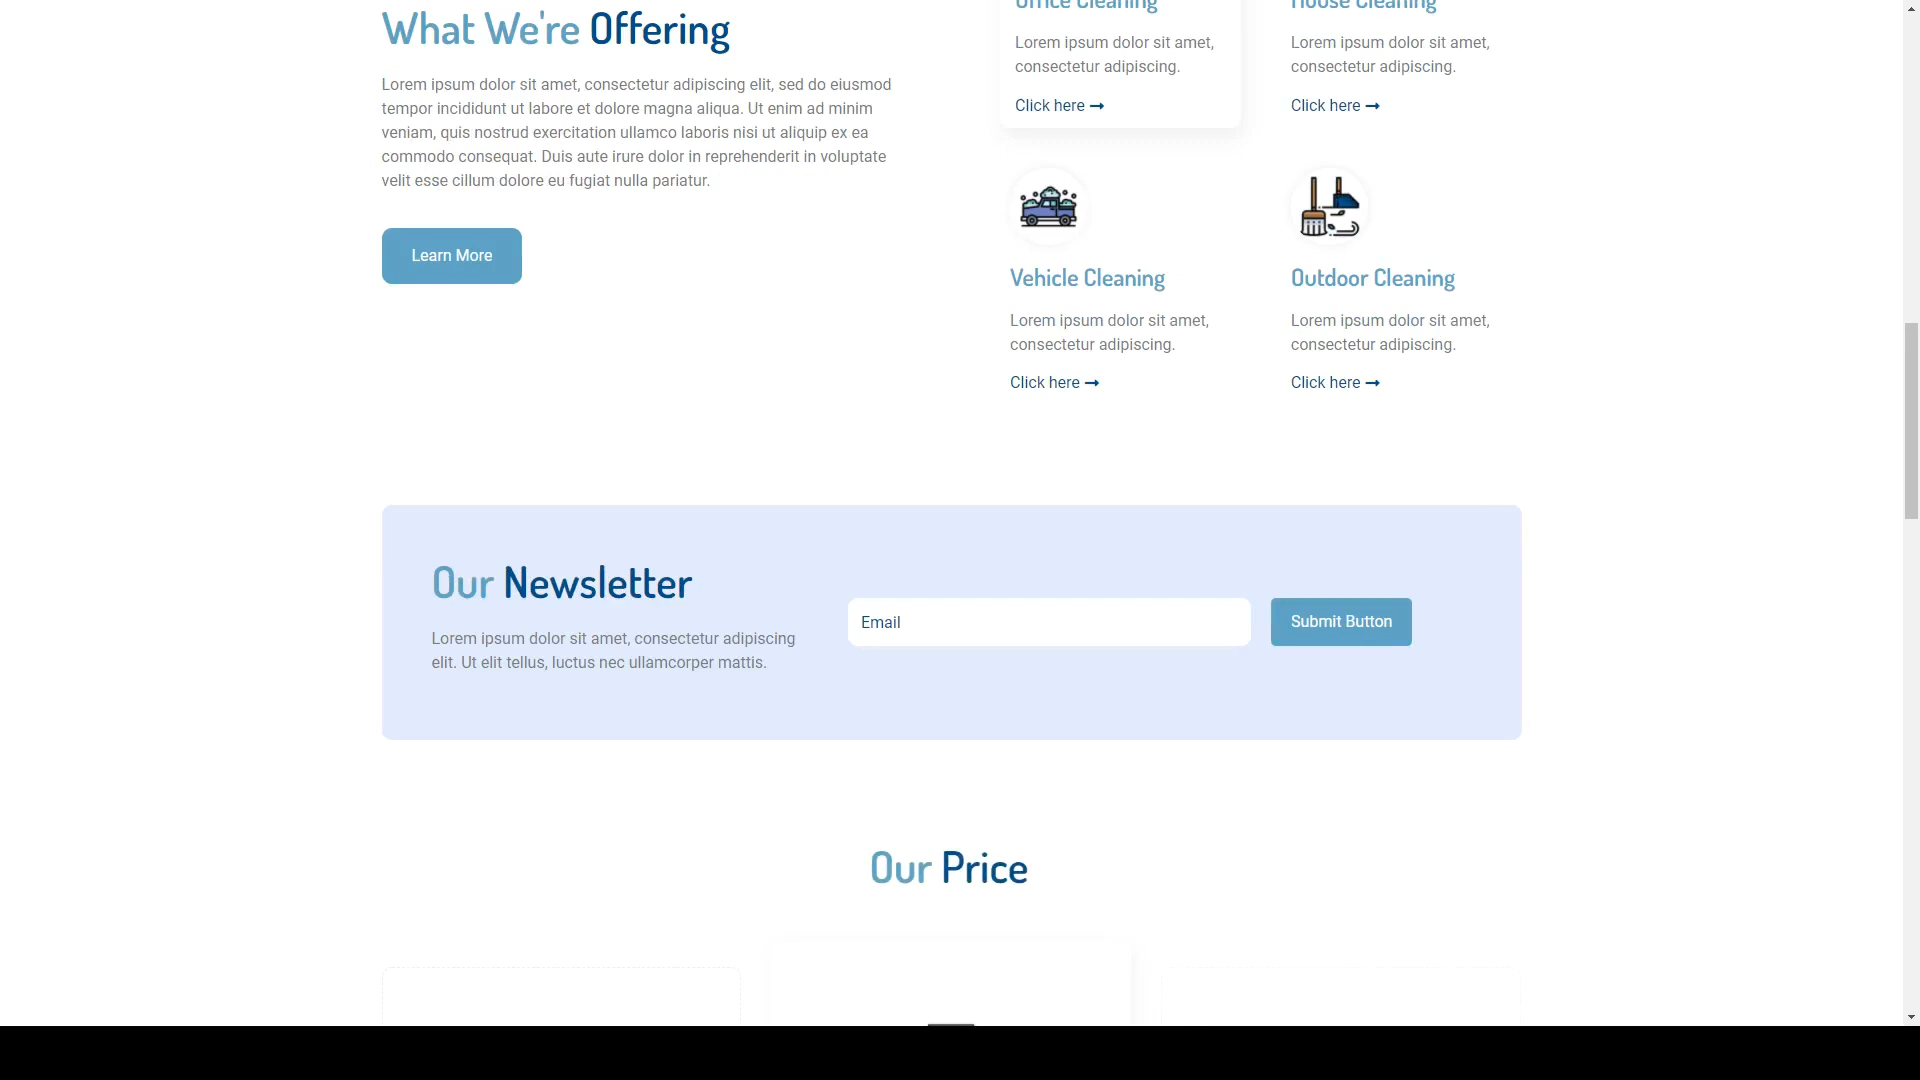 What We're Offering
Lorem ipsum dolor sit amet, consectetur adipiscing elit, sed do eiusmod
tempor incididunt ut labore et dolore magna aliqua. Ut enim ad minim
veniam, quis nostrud exercitation ullamco laboris nisi ut aliquip ex ea
commodo consequat. Duis aute irure dolor in reprehenderit in voluptate
velit esse cillum dolore eu fugiat nulla pariatur.
Learn More
Office Cleaning
Lorem ipsum dolor sit amet,
consectetur adipiscing.
Click here
House Cleaning
Lorem ipsum dolor sit amet,
consectetur adipiscing.
Click here
Vehicle Cleaning
Lorem ipsum dolor sit amet,
consectetur adipiscing.
Click here
Outdoor Cleaning
Lorem ipsum dolor sit amet,
consectetur adipiscing.
Click here
Our Newsletter
Lorem ipsum dolor sit amet, consectetur adipiscing
elit. Ut elit tellus, luctus nec ullamcorper mattis.
Email
Submit Button
Our Price